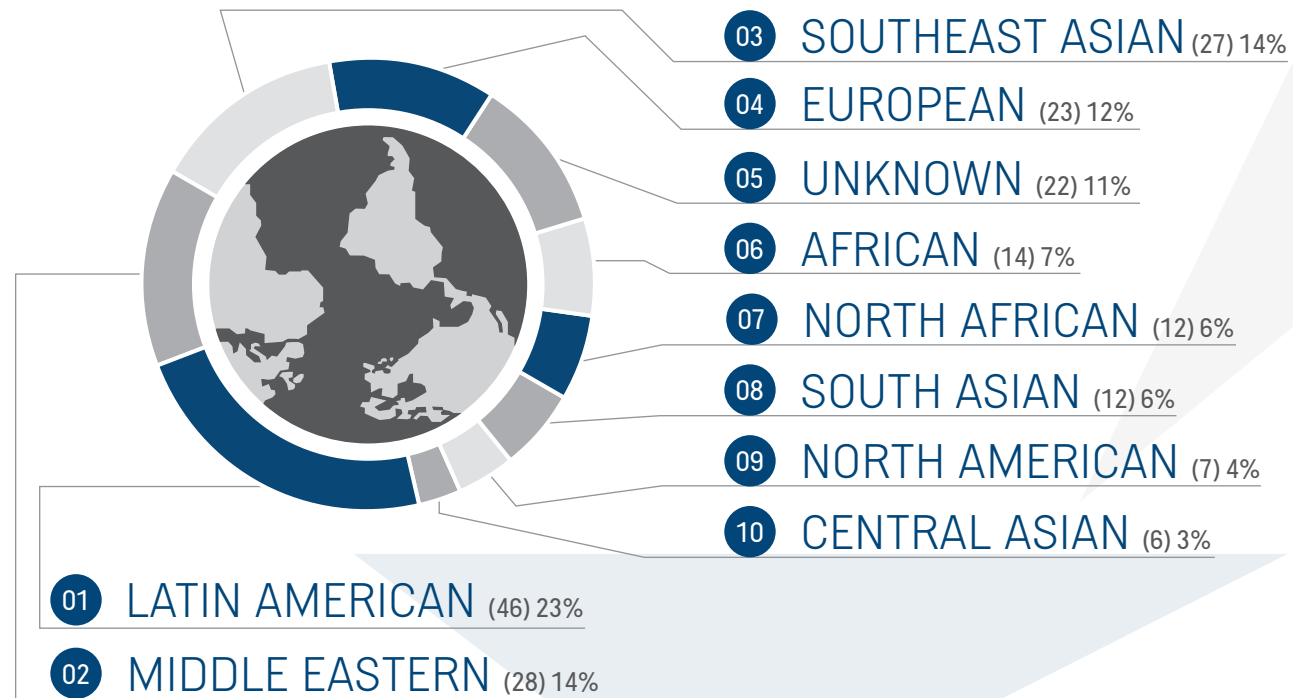 03 SOUTHEAST ASIAN (27) 14%
04 EUROPEAN (23) 12%
05 UNKNOWN (22) 11%
06 AFRICAN (14) 7%
07 NORTH AFRICAN (12) 6%
08 SOUTH ASIAN (12) 6%
09 NORTH AMERICAN (7) 4%
10 CENTRAL ASIAN (6) 3%
01 LATIN AMERICAN (46) 23%
02 MIDDLE EASTERN (28) 14%